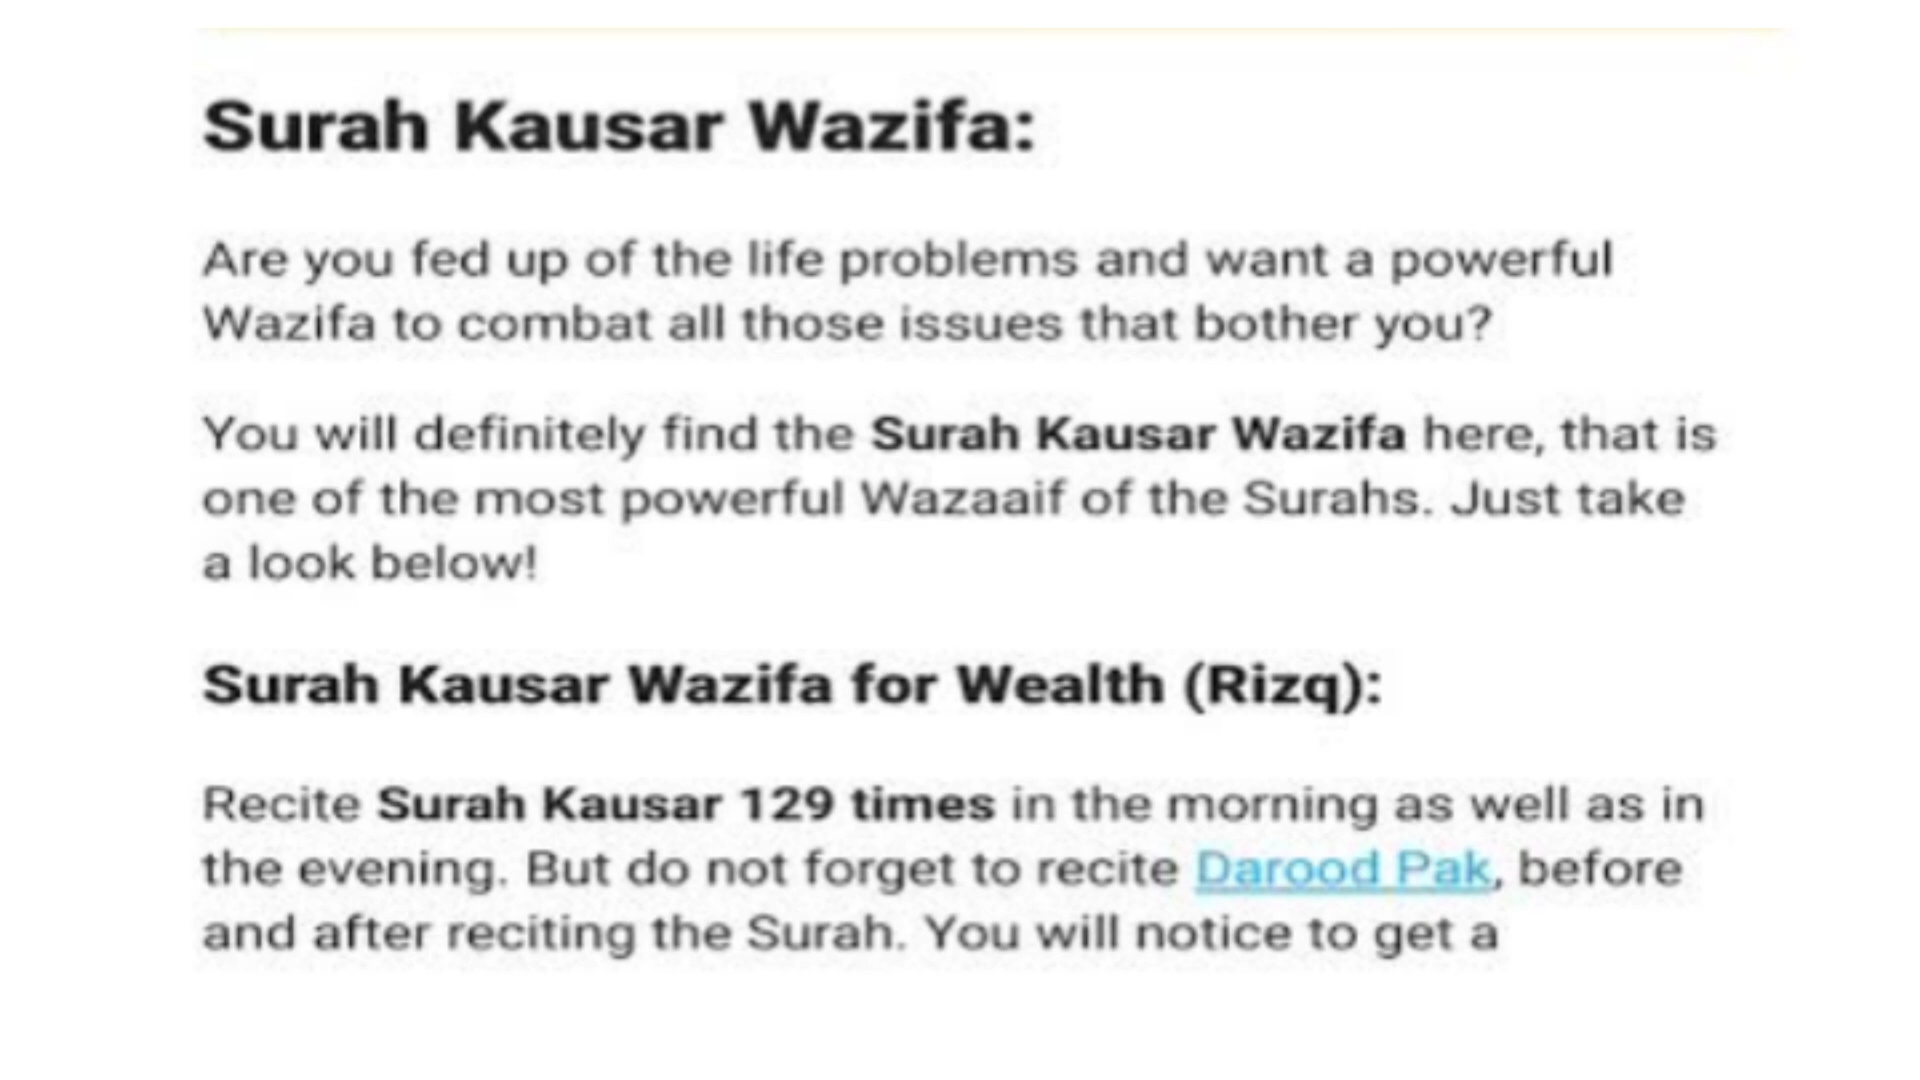 Surah Kausar Wazifa:
Are you fed up of the life problems and want a powerful
Wazifa to combat all those issues that bother you?
You will definitely find the Surah Kausar Wazifa here, that is
one of the most powerful Wazaaif of the Surahs. Just take
a look below!
Surah Kausar Wazifa for Wealth (Rizq):
Recite Surah Kausar 129 times in the morning as well as in
the evening. But do not forget to recite Darood Pak, before
and after reciting the Surah. You will notice to get a